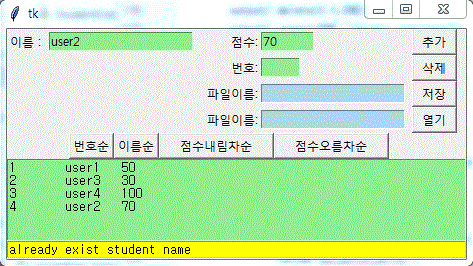 tk
이름 : user2 점수: 70 추가
번호: 삭제
파일이름: 저장
파일이름: 열기
번호순 이름순 점수내림차순 점수오름차순
1 user1 50
2 user3 30
3 user4 100
4 user2 70
already exist student name